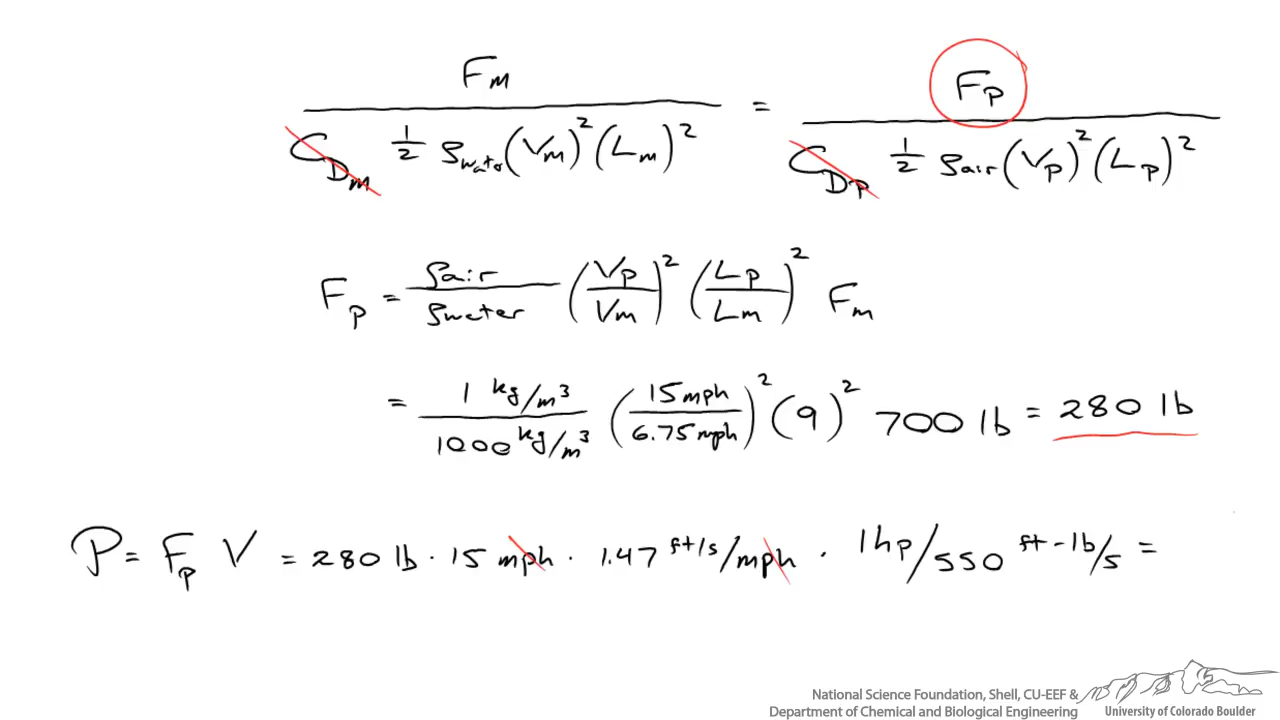 F_m / (C_Dm ½ ρ_water (V_m)² (L_m)²) = F_p / (C_Dp ½ ρ_air (V_p)² (L_p)²)
F_p = ρ_air / ρ_water (V_p / V_m)² (L_p / L_m)² F_m
= 1 kg/m³ / 1000 kg/m³ (15 mph / 6.75 mph)² (9)² 700 lb = 280 lb
P = F_p V = 280 lb · 15 mph · 1.47 ft/s/mph · 1hp/550 ft-lb/s =
National Science Foundation, Shell, CU-EEF &
Department of Chemical and Biological Engineering
University of Colorado Boulder